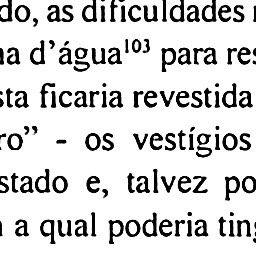 do, as dificuldades
na d'água¹⁰³ para res
sta ficaria revestida
ro" - os vestígios
stado e, talvez po
a qual poderia ting